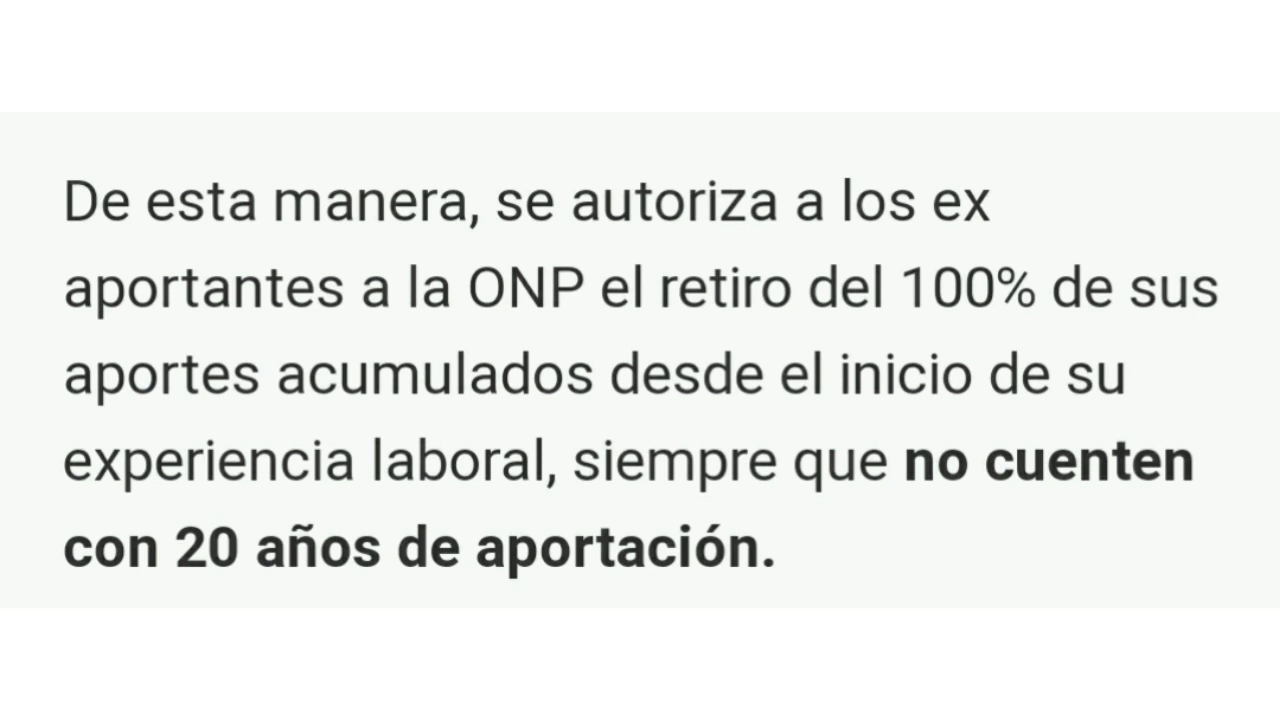 De esta manera, se autoriza a los ex
aportantes a la ONP el retiro del 100% de sus
aportes acumulados desde el inicio de su
experiencia laboral, siempre que no cuenten
con 20 años de aportación.